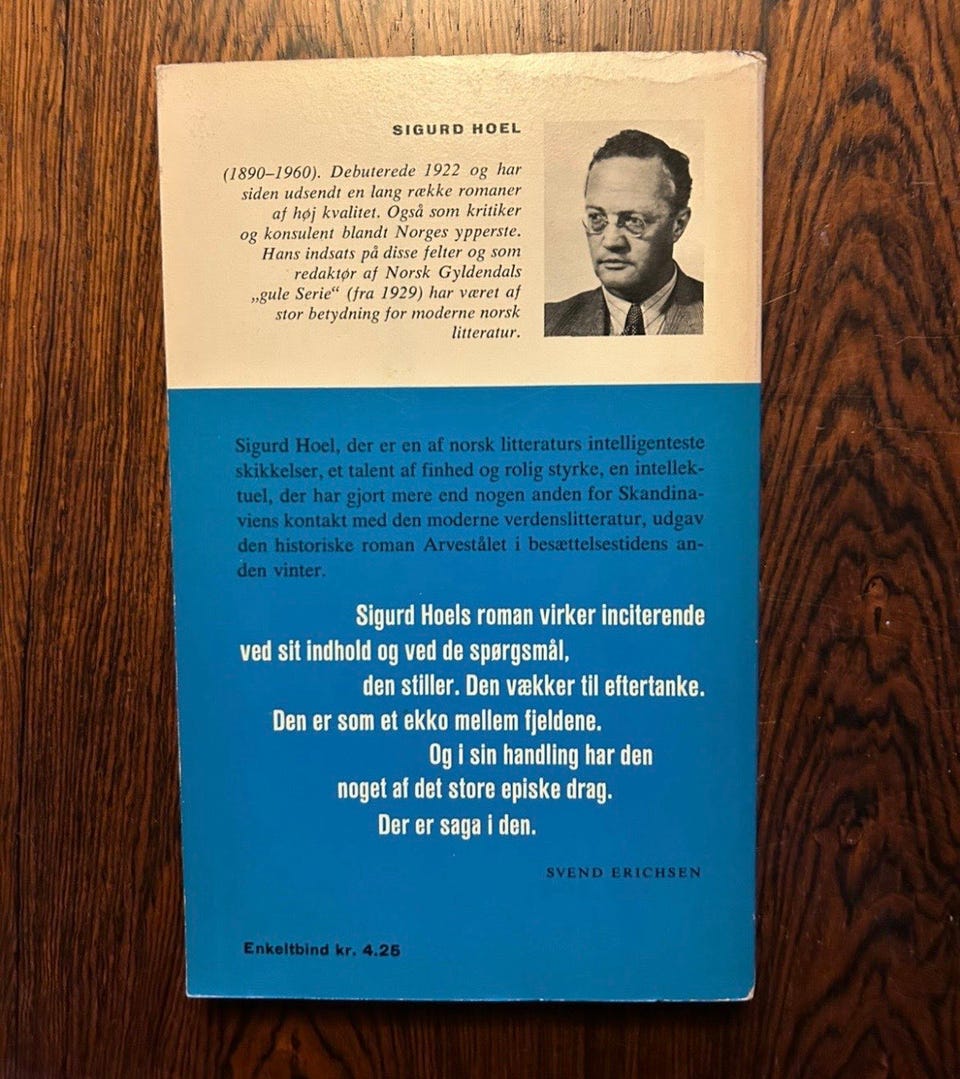 SIGURD HOEL
(1890–1960). Debuterede 1922 og har
siden udsendt en lang række romaner
af høj kvalitet. Også som kritiker
og konsulent blandt Norges ypperste.
Hans indsats på disse felter og som
redaktør af Norsk Gyldendals
„gule Serie“ (fra 1929) har været af
stor betydning for moderne norsk
litteratur.
Sigurd Hoel, der er en af norsk litteraturs intelligenteste
skikkelser, et talent af finhed og rolig styrke, en intellek-
tuel, der har gjort mere end nogen anden for Skandina-
viens kontakt med den moderne verdenslitteratur, udgav
den historiske roman Arvestålet i besættelsestidens an-
den vinter.
Sigurd Hoels roman virker inciterende
ved sit indhold og ved de spørgsmål,
den stiller. Den vækker til eftertanke.
Den er som et ekko mellem fjeldene.
Og i sin handling har den
noget af det store episke drag.
Der er saga i den.
SVEND ERICHSEN
Enkeltbind kr. 4.25